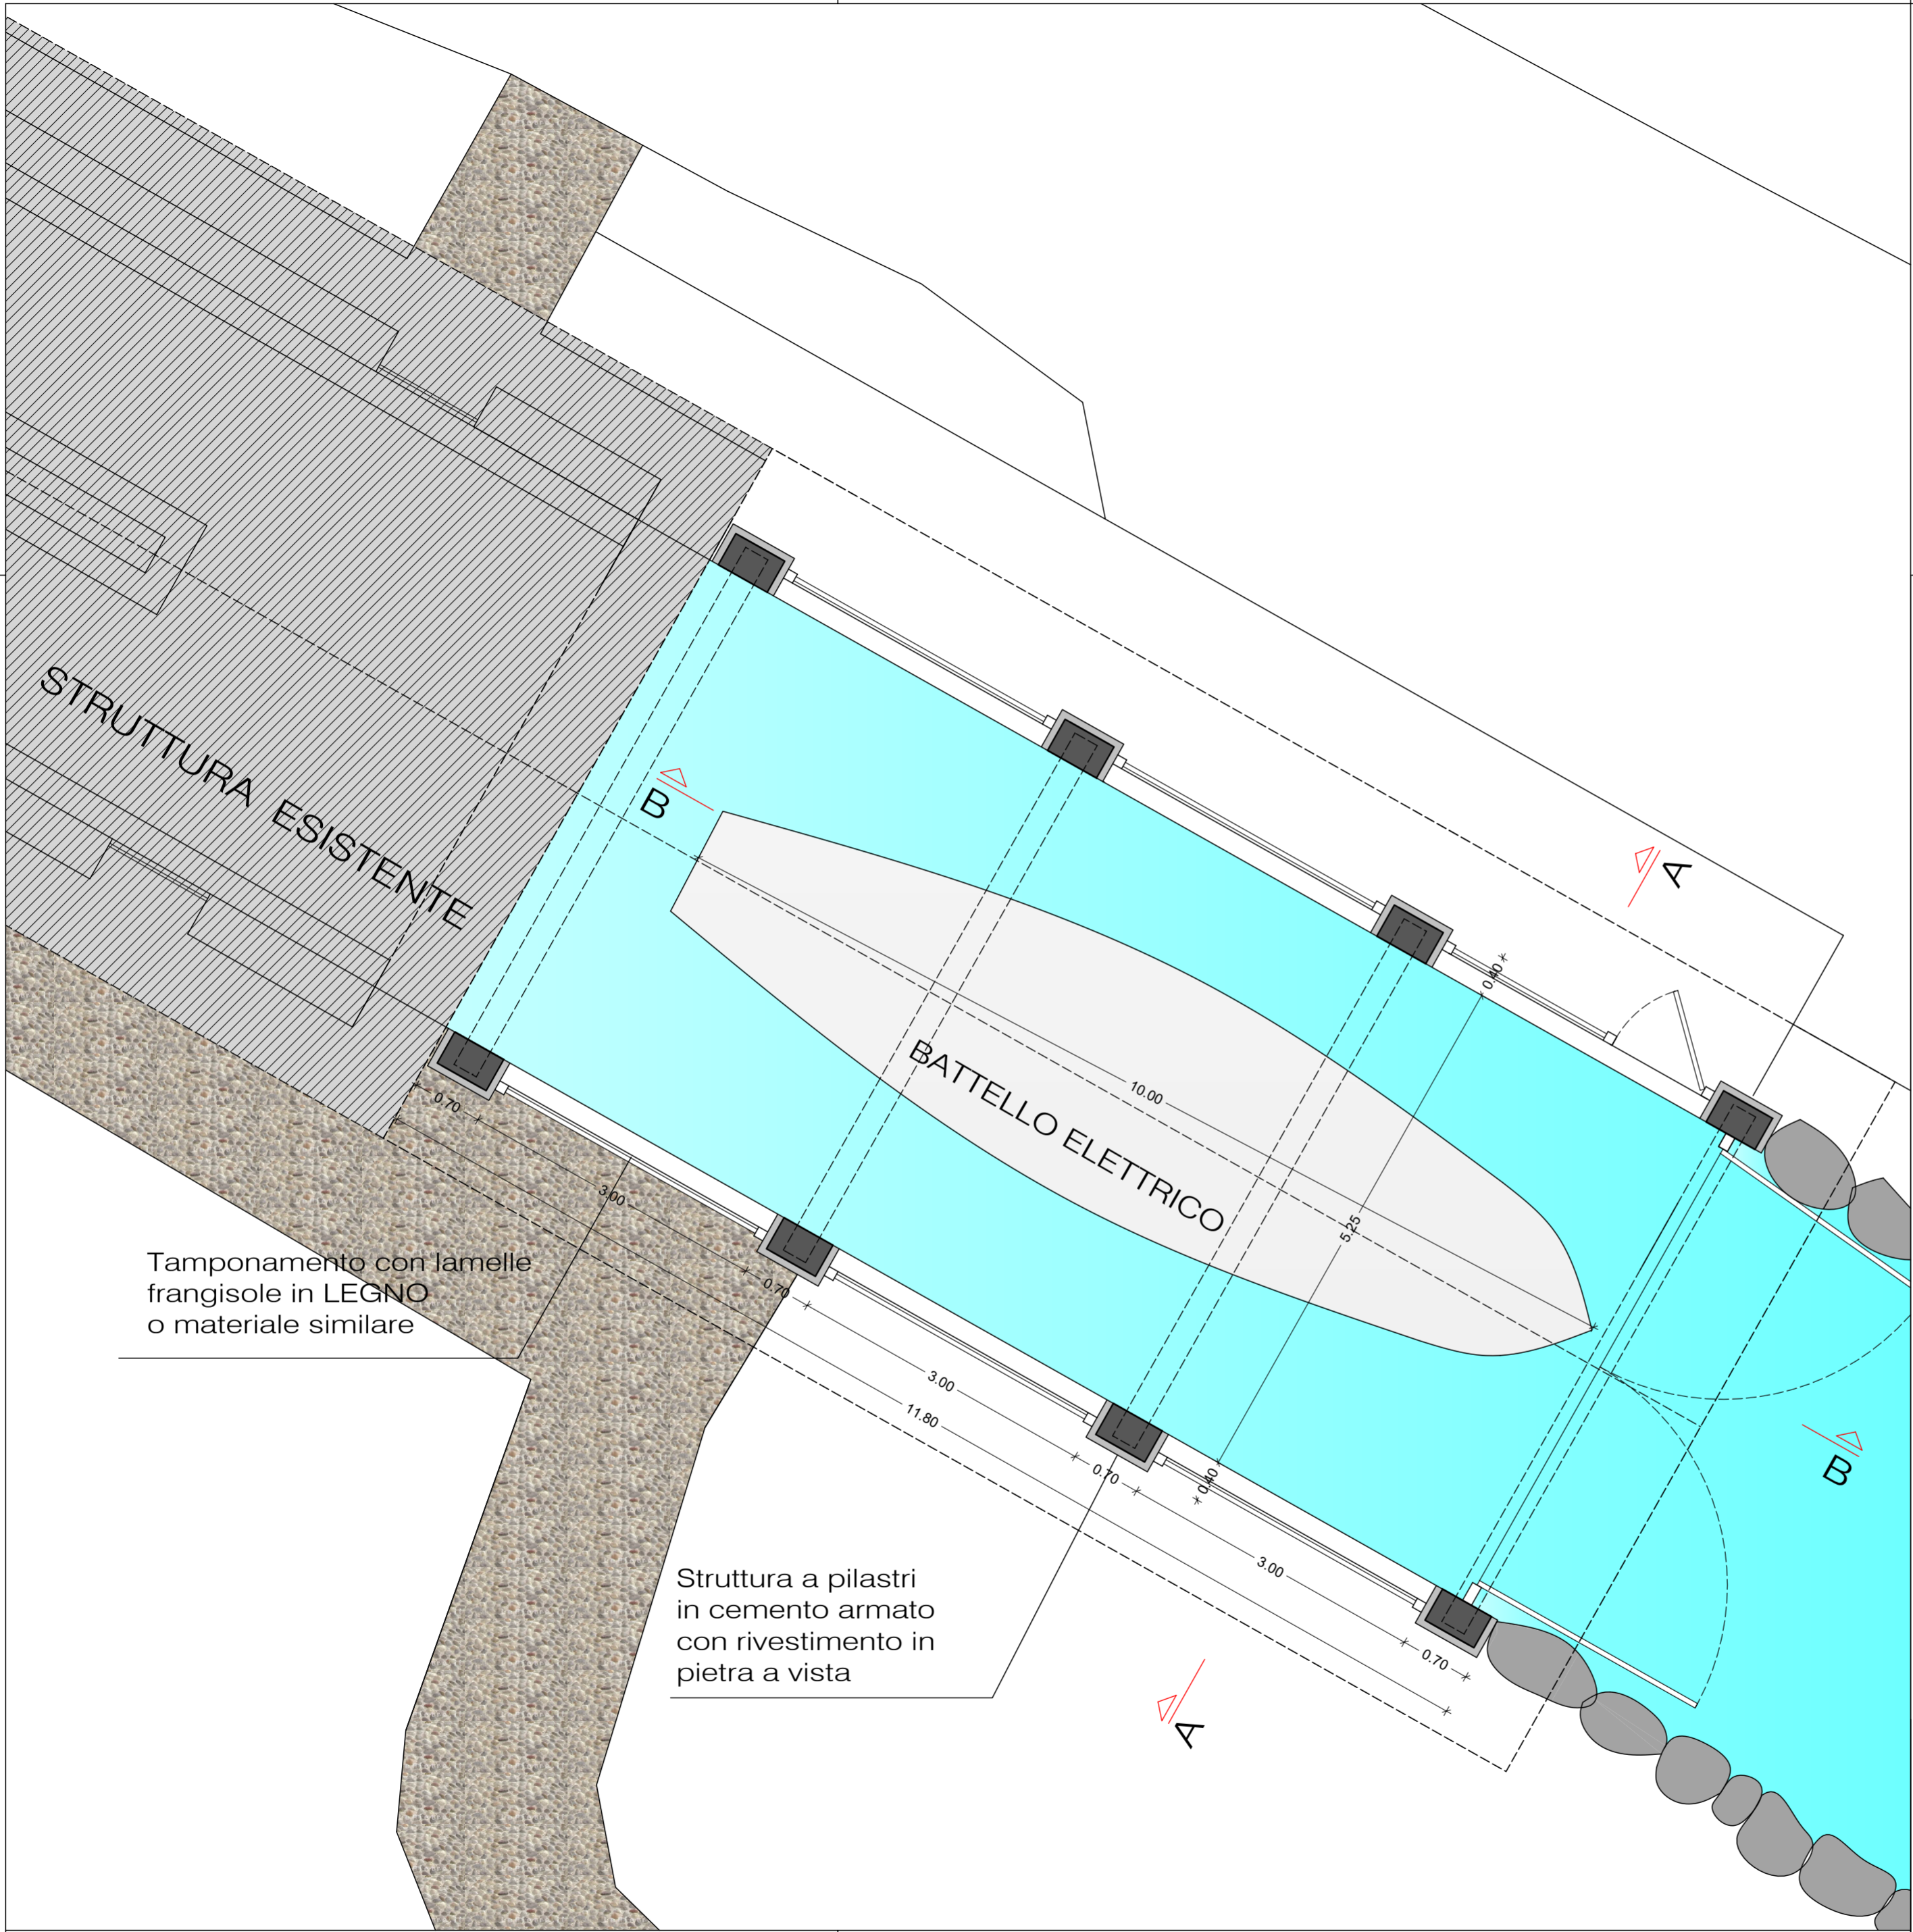 STRUTTURA ESISTENTE
B
A
0.40
BATTELLO ELETTRICO
10.00
5.25
0.70
3.00
0.70
3.00
11.80
0.70
0.40
3.00
0.70
B
A
Tamponamento con lamelle
frangisole in LEGNO
o materiale similare
Struttura a pilastri
in cemento armato
con rivestimento in
pietra a vista